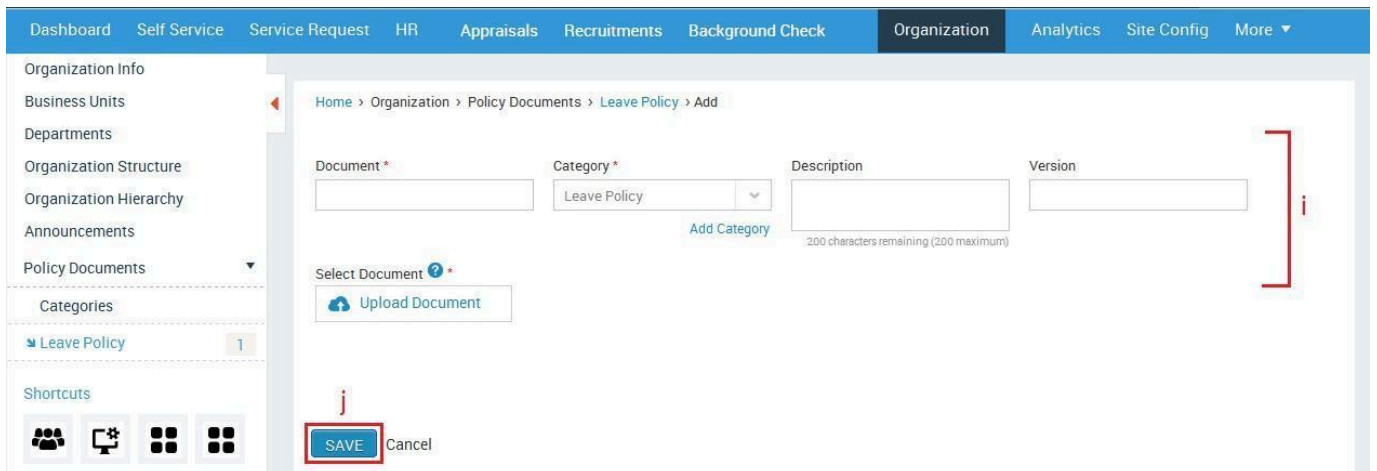 Dashboard Self Service Service Request HR Appraisals Recruitments Background Check Organization Analytics Site Config More ▼
Organization Info
Business Units
Departments
Organization Structure
Organization Hierarchy
Announcements
Policy Documents ▼
Categories
Leave Policy 1
Shortcuts
Home › Organization › Policy Documents › Leave Policy › Add
Document * Category * Description Version
Leave Policy
Add Category
200 characters remaining (200 maximum)
i
Select Document ? *
Upload Document
j
SAVE Cancel